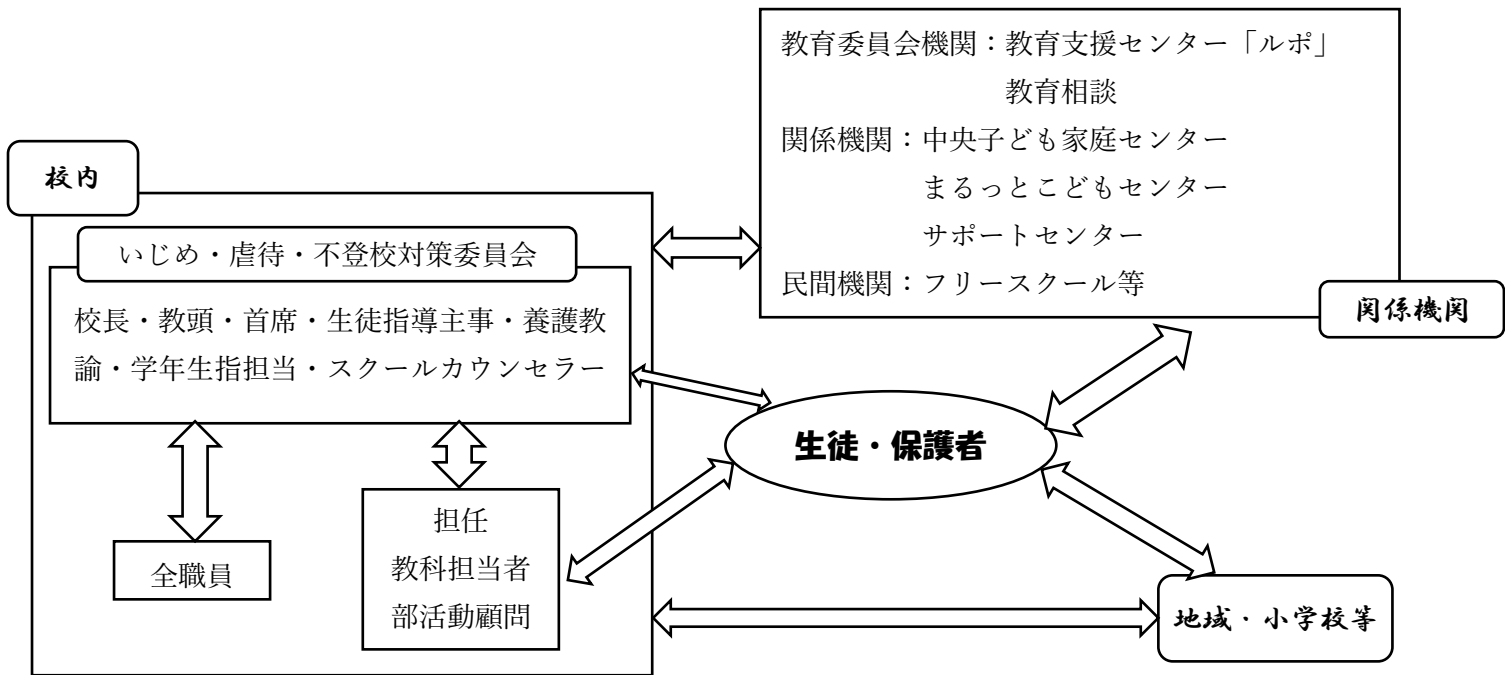 教育委員会機関：教育支援センター「ルポ」
教育相談
関係機関：中央子ども家庭センター
まるっとこどもセンター
サポートセンター
民間機関：フリースクール等
関係機関
校内
いじめ・虐待・不登校対策委員会
校長・教頭・首席・生徒指導主事・養護教
諭・学年生指担当・スクールカウンセラー
生徒・保護者
全職員
担任
教科担当者
部活動顧問
地域・小学校等